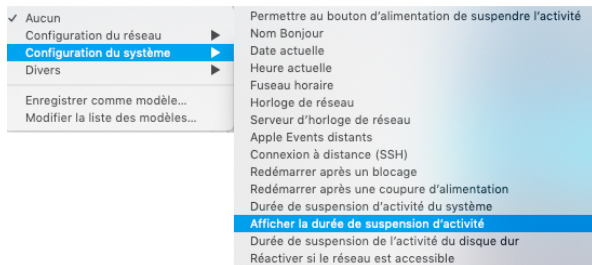 ✓ Aucun
Configuration du réseau ▶
Configuration du système ▶
Divers ▶
Enregistrer comme modèle...
Modifier la liste des modèles...
Permettre au bouton d'alimentation de suspendre l'activité
Nom Bonjour
Date actuelle
Heure actuelle
Fuseau horaire
Horloge de réseau
Serveur d'horloge de réseau
Apple Events distants
Connexion à distance (SSH)
Redémarrer après un blocage
Redémarrer après une coupure d'alimentation
Durée de suspension d'activité du système
Afficher la durée de suspension d'activité
Durée de suspension de l'activité du disque dur
Réactiver si le réseau est accessible